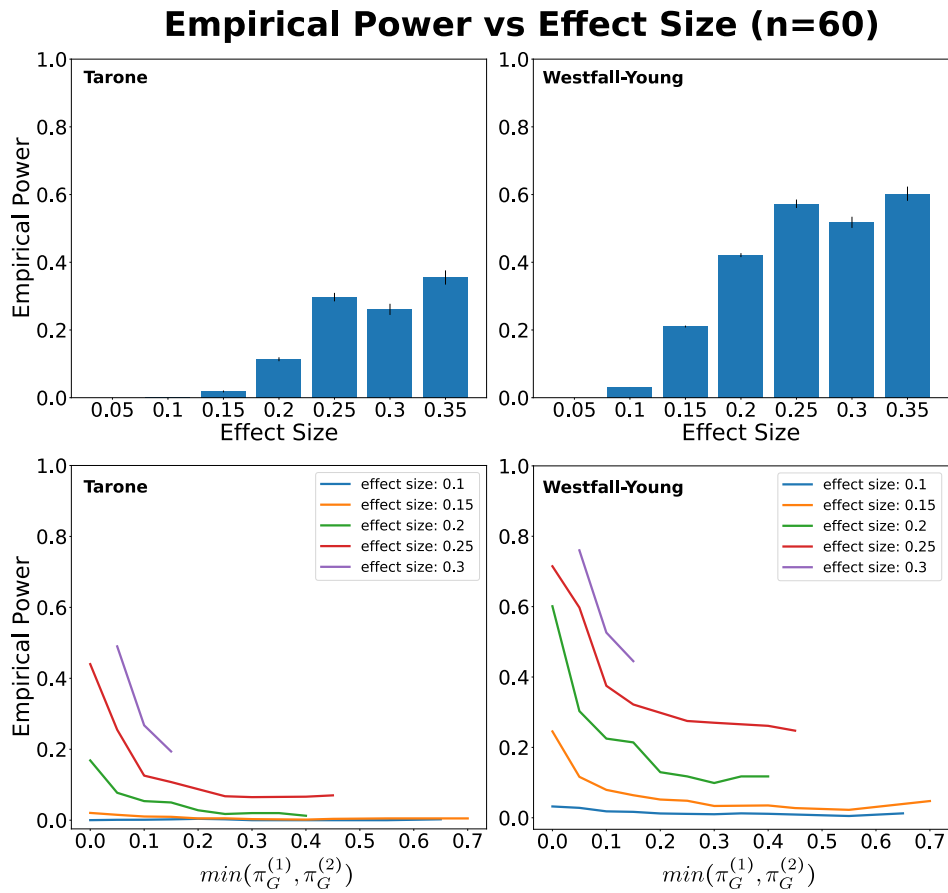 Empirical Power vs Effect Size (n=60)
Tarone
1.0
0.8
0.6
0.4
0.2
0.0
Empirical Power
0.05 0.1 0.15 0.2 0.25 0.3 0.35
Effect Size
Westfall-Young
1.0
0.8
0.6
0.4
0.2
0.0
0.05 0.1 0.15 0.2 0.25 0.3 0.35
Effect Size
Tarone
effect size: 0.1
effect size: 0.15
effect size: 0.2
effect size: 0.25
effect size: 0.3
1.0
0.8
0.6
0.4
0.2
0.0
Empirical Power
0.0 0.1 0.2 0.3 0.4 0.5 0.6 0.7
min(π_G^(1), π_G^(2))
Westfall-Young
effect size: 0.1
effect size: 0.15
effect size: 0.2
effect size: 0.25
effect size: 0.3
1.0
0.8
0.6
0.4
0.2
0.0
0.0 0.1 0.2 0.3 0.4 0.5 0.6 0.7
min(π_G^(1), π_G^(2))